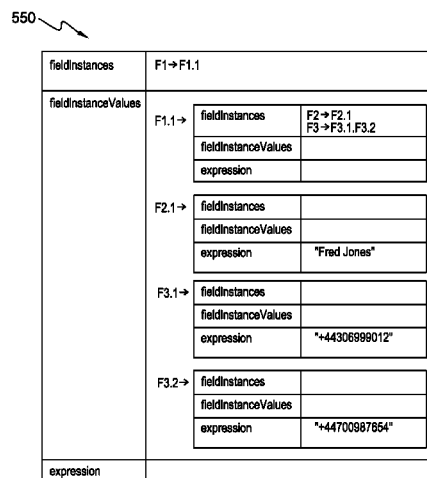 550
fieldInstances F1→F1.1
fieldInstanceValues
F1.1→ fieldInstances F2→F2.1
F3→F3.1,F3.2
fieldInstanceValues
expression
F2.1→ fieldInstances
fieldInstanceValues
expression "Fred Jones"
F3.1→ fieldInstances
fieldInstanceValues
expression "+44306999012"
F3.2→ fieldInstances
fieldInstanceValues
expression "+44700987654"
expression